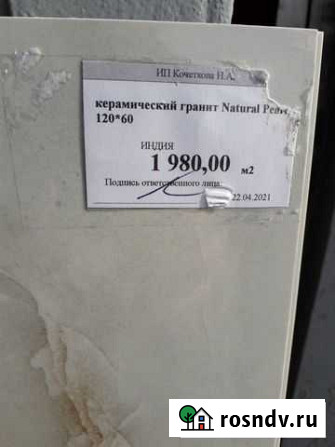 ИП Кочеткова Н.А.
керамический гранит Natural Pearl
120*60
ИНДИЯ
1 980,00 м2
Подпись ответственного лица
22.04.2021
rosndv.ru